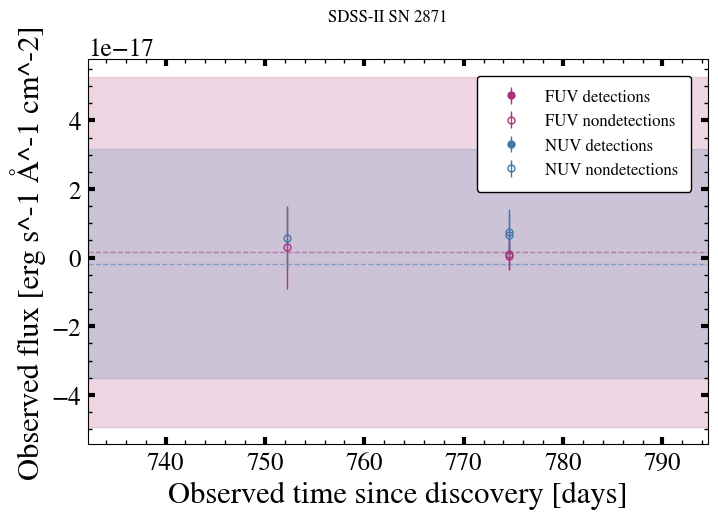 SDSS-II SN 2871
1e−17
Observed flux [erg s^-1 Å^-1 cm^-2]
4
2
0
−2
−4
FUV detections
FUV nondetections
NUV detections
NUV nondetections
740 750 760 770 780 790
Observed time since discovery [days]